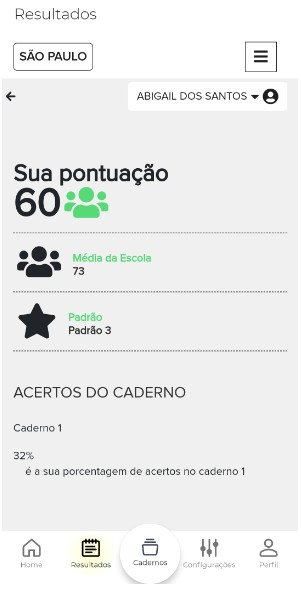 Resultados
SÃO PAULO
ABIGAIL DOS SANTOS
Sua pontuação
60
Média da Escola
73
Padrão
Padrão 3
ACERTOS DO CADERNO
Caderno 1
32%
é a sua porcentagem de acertos no caderno 1
Home
Resultados
Cadernos
Configurações
Perfil